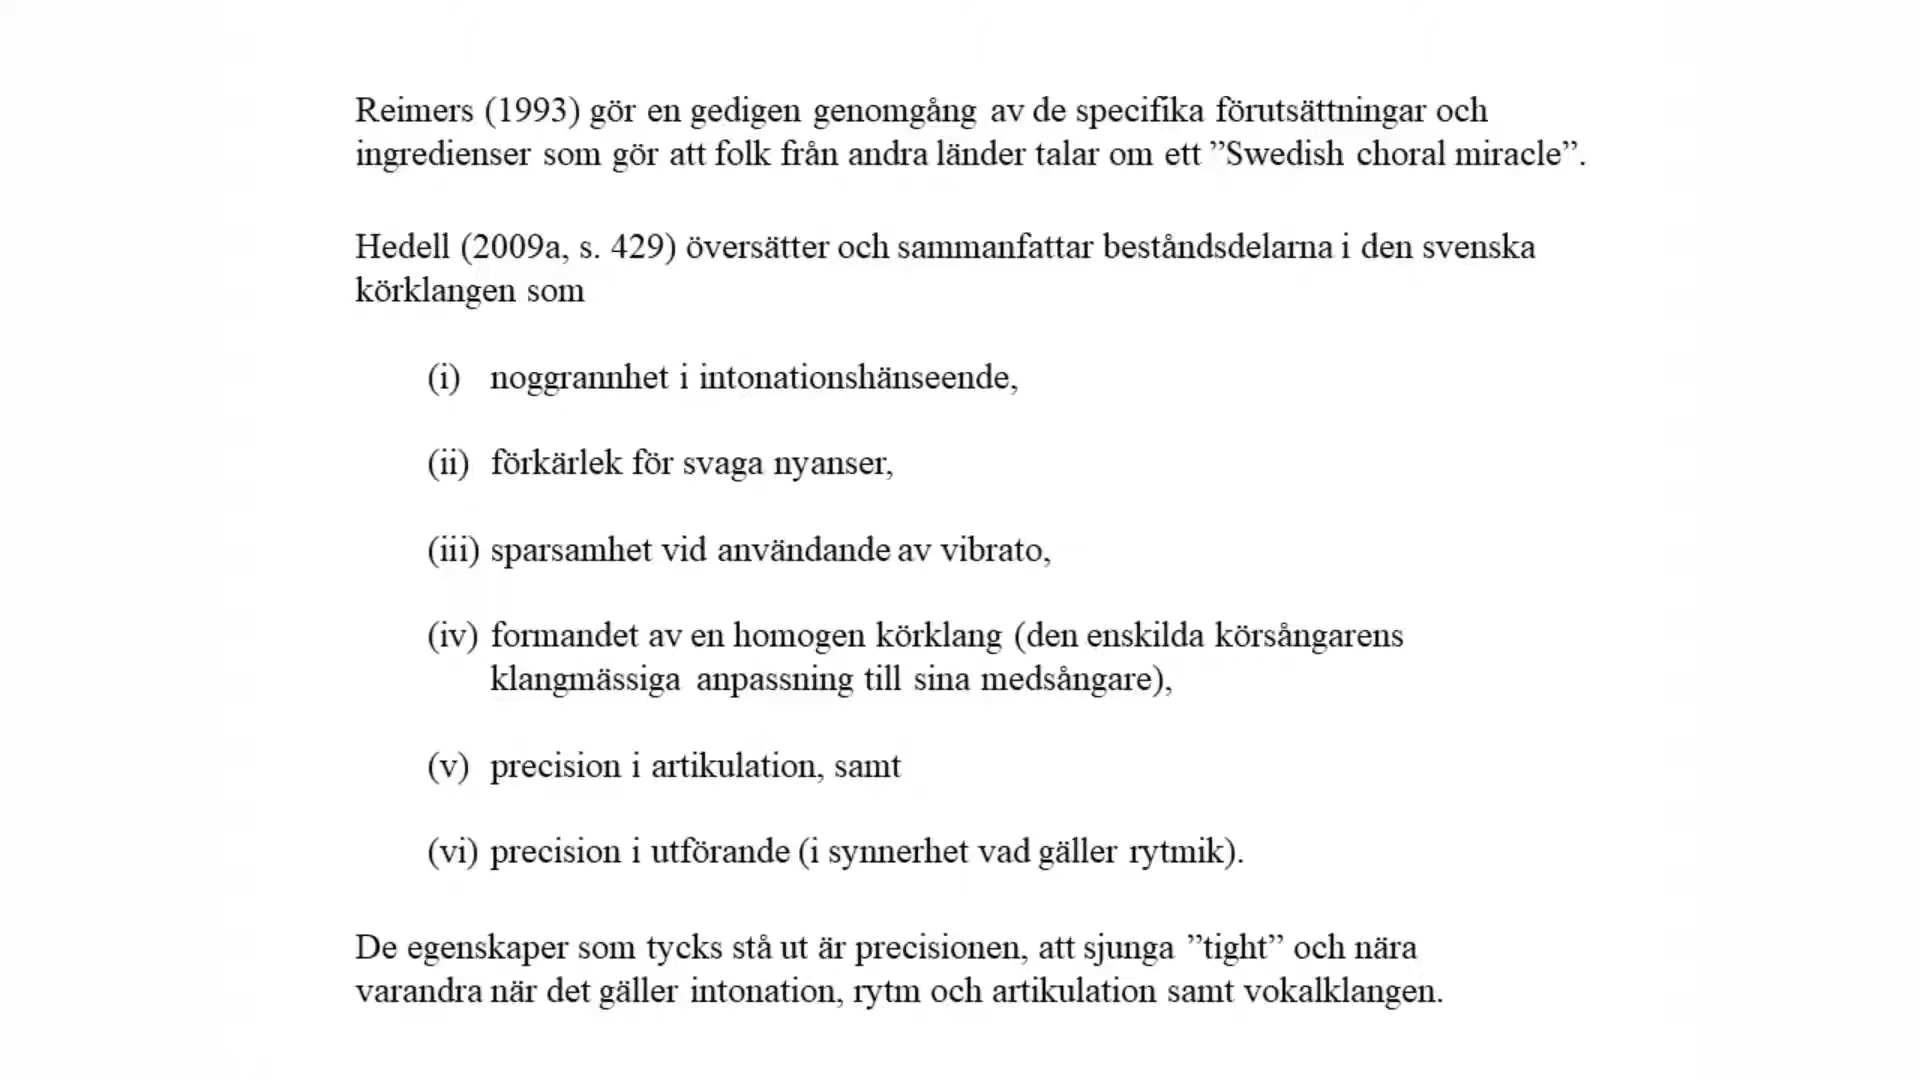 Reimers (1993) gör en gedigen genomgång av de specifika förutsättningar och
ingredienser som gör att folk från andra länder talar om ett ”Swedish choral miracle”.
Hedell (2009a, s. 429) översätter och sammanfattar beståndsdelarna i den svenska
körklangen som
(i) noggrannhet i intonationshänseende,
(ii) förkärlek för svaga nyanser,
(iii) sparsamhet vid användande av vibrato,
(iv) formandet av en homogen körklang (den enskilda körsångarens
klangmässiga anpassning till sina medsångare),
(v) precision i artikulation, samt
(vi) precision i utförande (i synnerhet vad gäller rytmik).
De egenskaper som tycks stå ut är precisionen, att sjunga ”tight” och nära
varandra när det gäller intonation, rytm och artikulation samt vokalklangen.